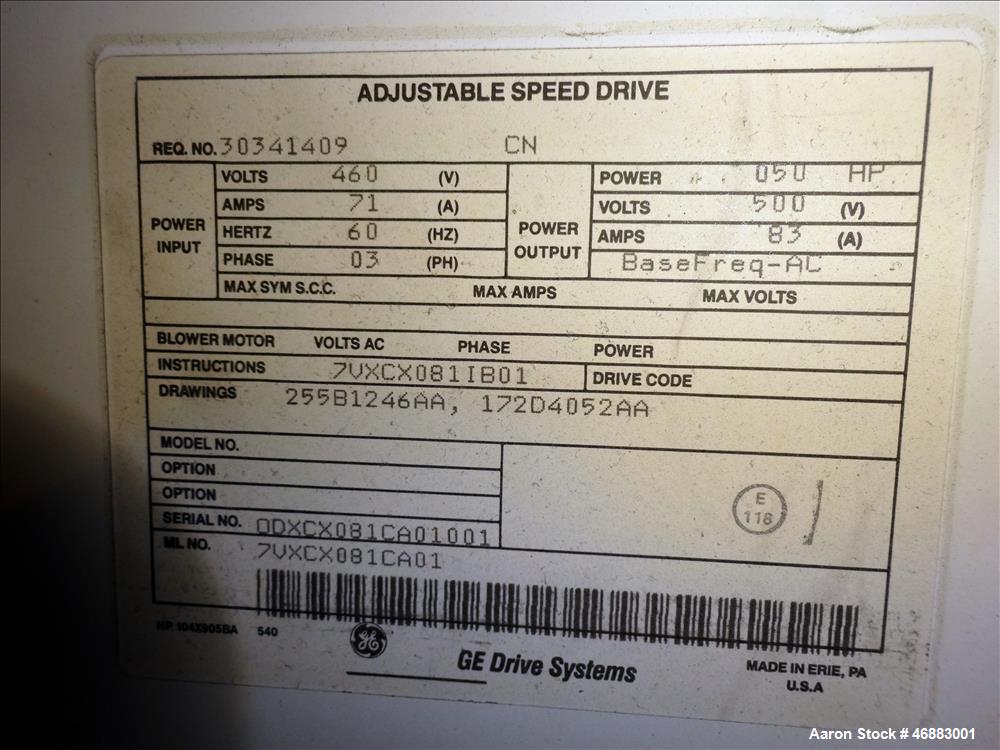 ADJUSTABLE SPEED DRIVE
REQ. NO. 30341409 CN
POWER INPUT
VOLTS 460 (V)
AMPS 71 (A)
HERTZ 60 (HZ)
PHASE 03 (PH)
POWER OUTPUT
POWER 050 HP
VOLTS 500 (V)
AMPS 83 (A)
BaseFreq-AC
MAX SYM S.C.C. MAX AMPS MAX VOLTS
BLOWER MOTOR VOLTS AC PHASE POWER
INSTRUCTIONS 7VXCX081IB01 DRIVE CODE
DRAWINGS 255B1246AA, 172D4052AA
MODEL NO.
OPTION
OPTION
SERIAL NO. ODXCX081CA01001
ML NO. 7VXCX081CA01
E
118
NP 104X905BA 540
GE
GE Drive Systems
MADE IN ERIE, PA
U.S.A
Aaron Stock # 46883001